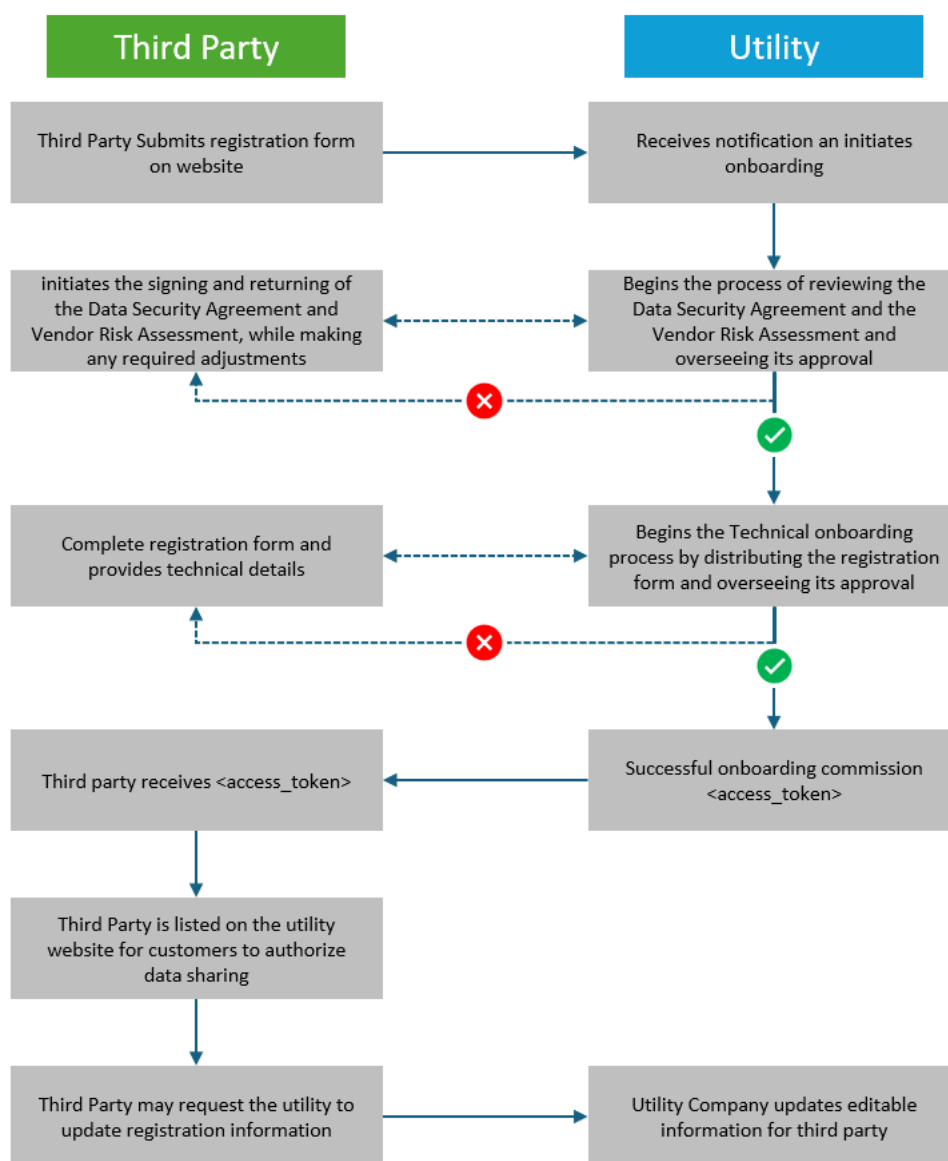 Third Party
Utility
Third Party Submits registration form
on website
Receives notification an initiates
onboarding
initiates the signing and returning of
the Data Security Agreement and
Vendor Risk Assessment, while making
any required adjustments
Begins the process of reviewing the
Data Security Agreement and the
Vendor Risk Assessment and
overseeing its approval
Complete registration form and
provides technical details
Begins the Technical onboarding
process by distributing the registration
form and overseeing its approval
Third party receives <access_token>
Successful onboarding commission
<access_token>
Third Party is listed on the utility
website for customers to authorize
data sharing
Third Party may request the utility to
update registration information
Utility Company updates editable
information for third party